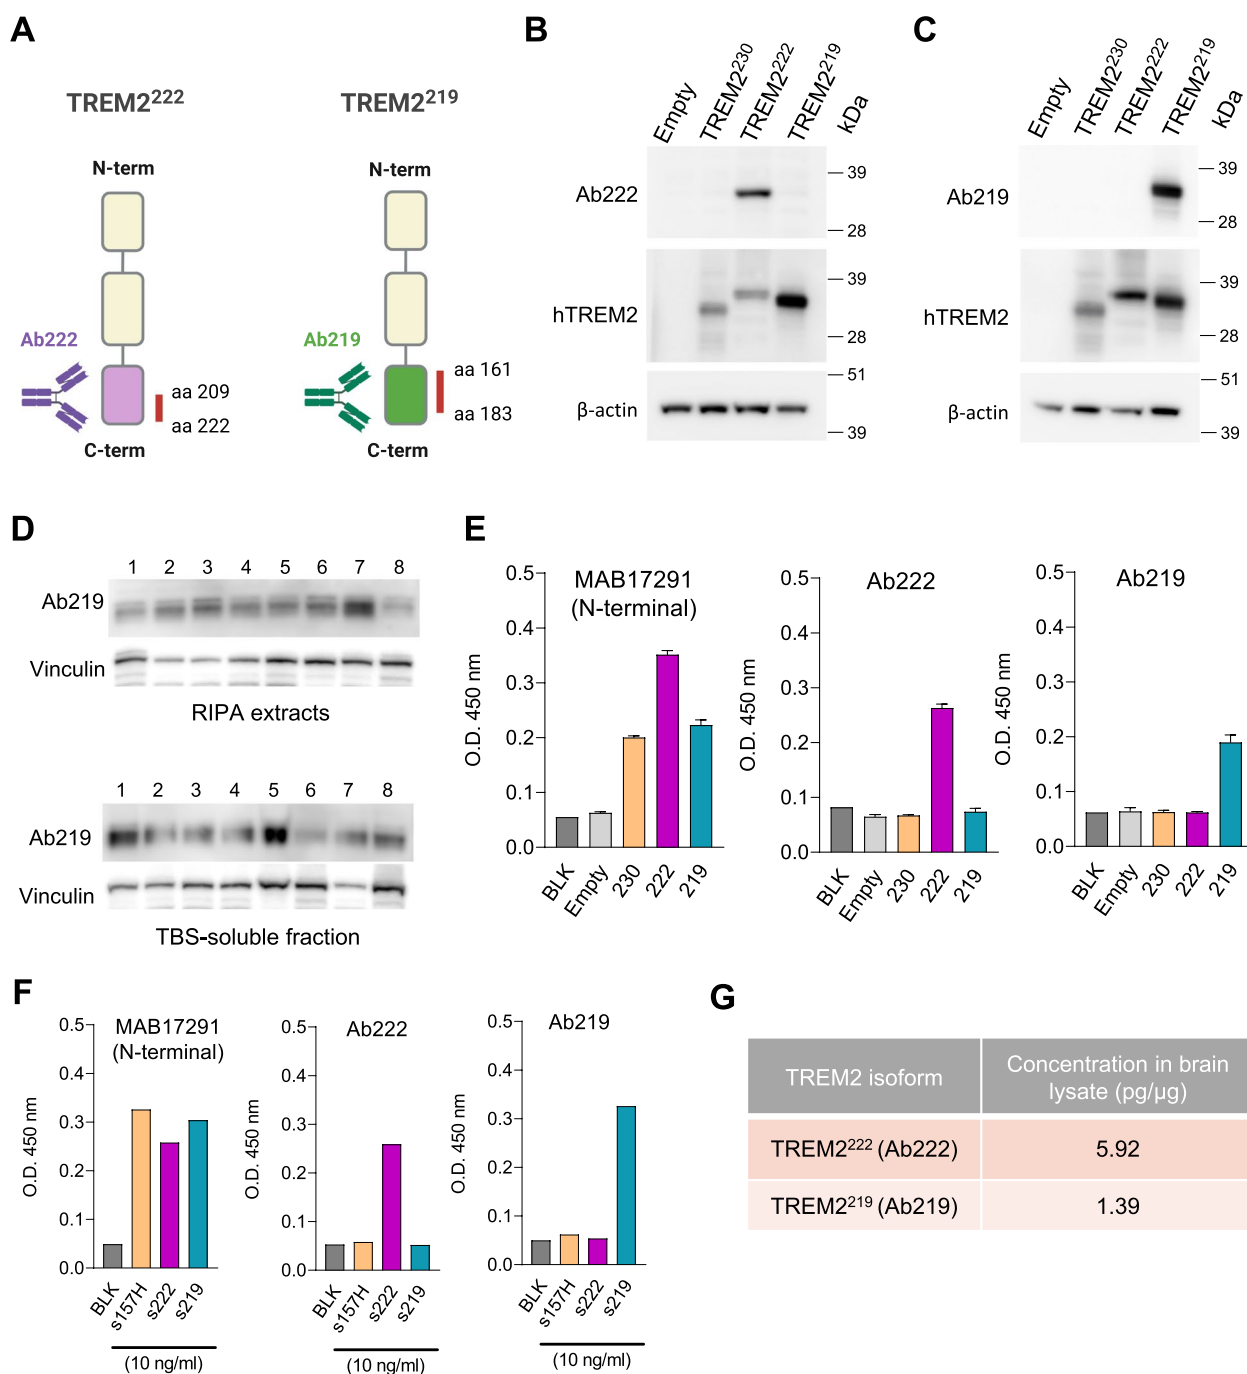 A
TREM2²²²
TREM2²¹⁹
N-term
N-term
Ab222
Ab219
aa 209
aa 222
aa 161
aa 183
C-term
C-term
B
Empty
TREM2²³⁰
TREM2²²²
TREM2²¹⁹
kDa
Ab222
39
28
hTREM2
39
28
β-actin
51
39
C
Empty
TREM2²³⁰
TREM2²²²
TREM2²¹⁹
kDa
Ab219
39
28
hTREM2
39
28
β-actin
51
39
D
1 2 3 4 5 6 7 8
Ab219
Vinculin
RIPA extracts
1 2 3 4 5 6 7 8
Ab219
Vinculin
TBS-soluble fraction
E
MAB17291
(N-terminal)
O.D. 450 nm
0.5
0.4
0.3
0.2
0.1
0.0
BLK
Empty
230
222
219
Ab222
O.D. 450 nm
0.5
0.4
0.3
0.2
0.1
0.0
BLK
Empty
230
222
219
Ab219
O.D. 450 nm
0.5
0.4
0.3
0.2
0.1
0.0
BLK
Empty
230
222
219
F
MAB17291
(N-terminal)
O.D. 450 nm
0.5
0.4
0.3
0.2
0.1
0.0
BLK
s157H
s222
s219
(10 ng/ml)
Ab222
O.D. 450 nm
0.5
0.4
0.3
0.2
0.1
0.0
BLK
s157H
s222
s219
(10 ng/ml)
Ab219
O.D. 450 nm
0.5
0.4
0.3
0.2
0.1
0.0
BLK
s157H
s222
s219
(10 ng/ml)
G
TREM2 isoform
Concentration in brain
lysate (pg/µg)
TREM2²²² (Ab222)
5.92
TREM2²¹⁹ (Ab219)
1.39